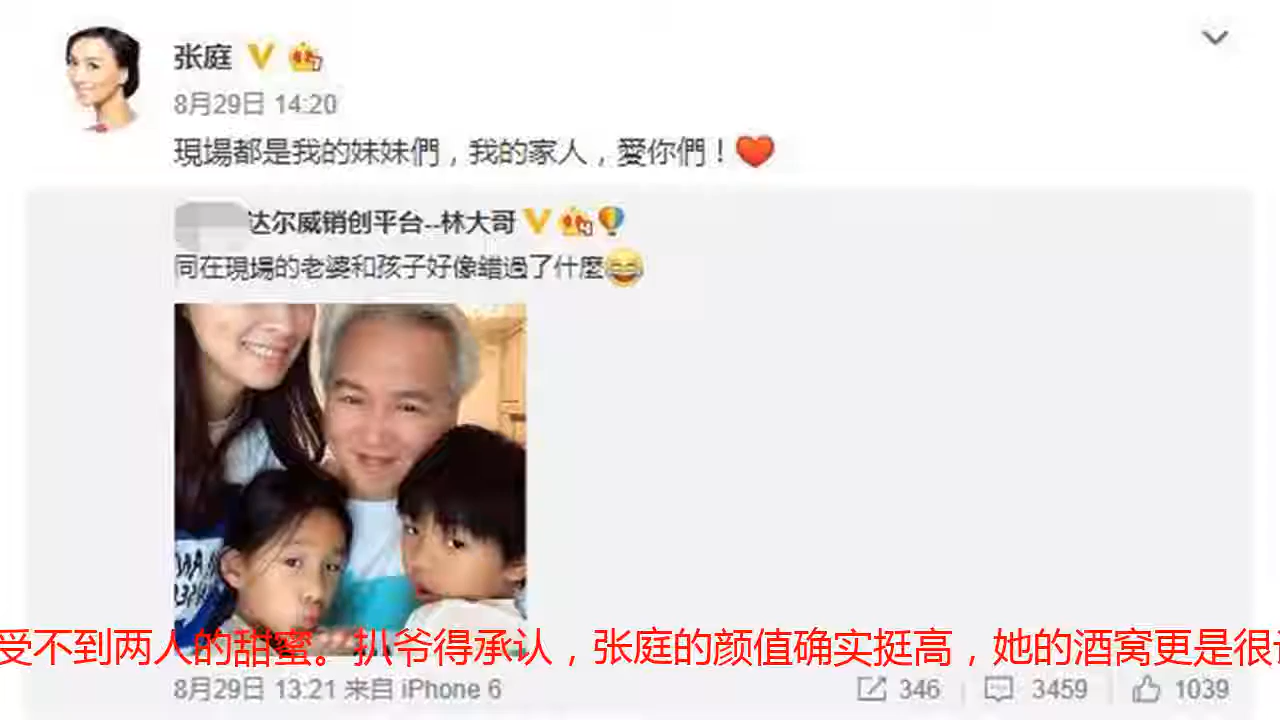 张庭
8月29日 14:20
現場都是我的妹妹們，我的家人，愛你們！
达尔威销创平台--林大哥
同在現場的老婆和孩子好像錯過了什麼
受不到两人的甜蜜。扒爷得承认，张庭的颜值确实挺高，她的酒窝更是很
8月29日 13:21 来自 iPhone 6
346
3459
1039